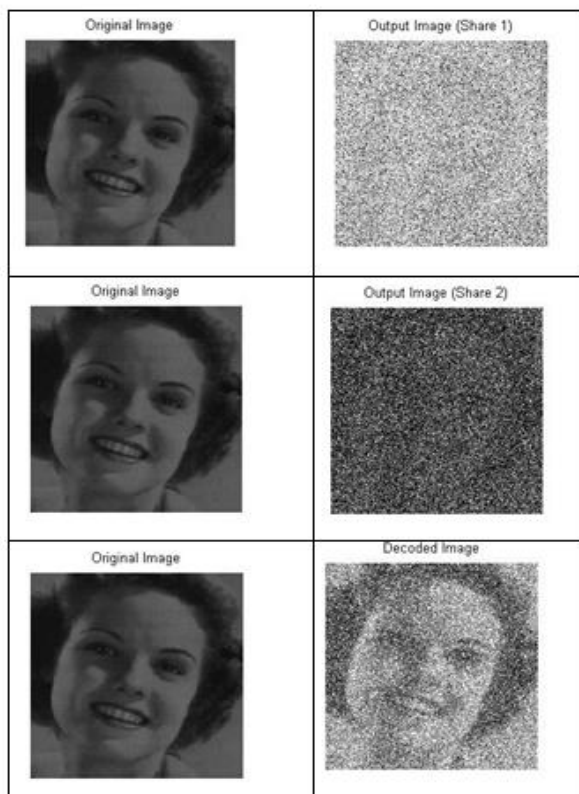 Original Image
Output Image (Share 1)
Original Image
Output Image (Share 2)
Original Image
Decoded Image